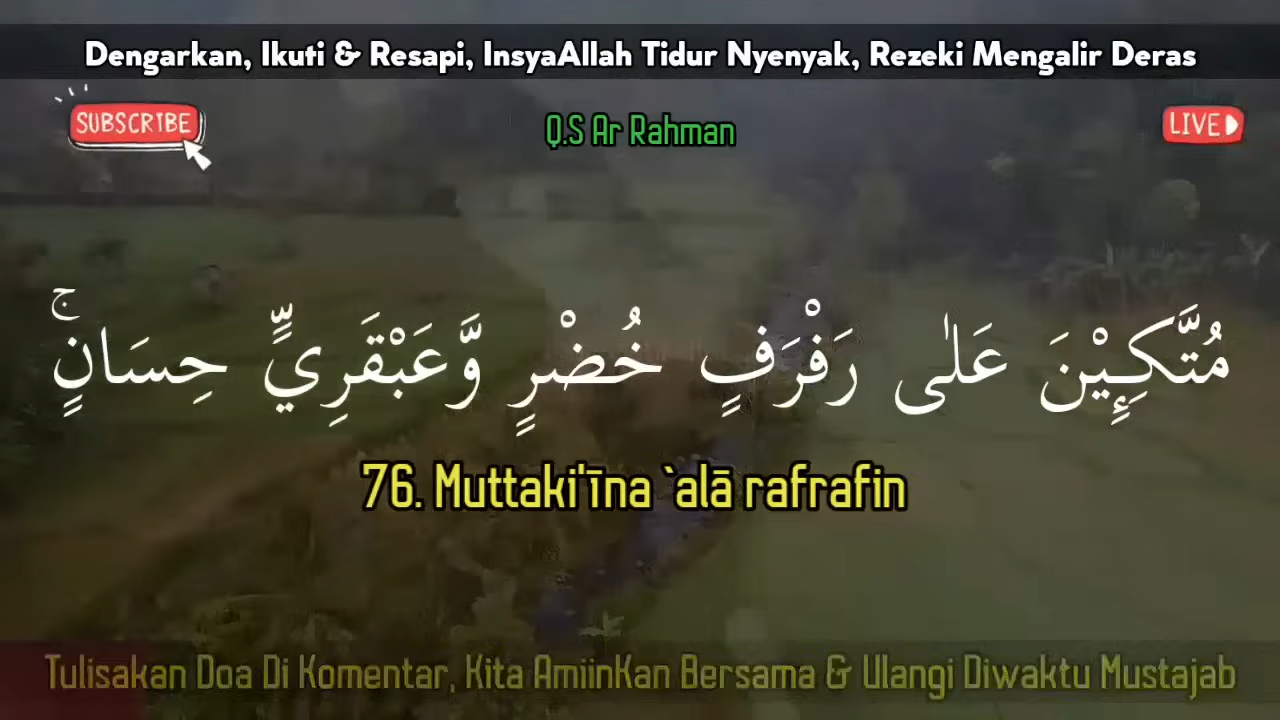 Dengarkan, Ikuti & Resapi, InsyaAllah Tidur Nyenyak, Rezeki Mengalir Deras
SUBSCRIBE
Q.S Ar Rahman
LIVE
مُتَّكِـِٕيْنَ عَلٰى رَفْرَفٍ خُضْرٍ وَّعَبْقَرِيٍّ حِسَانٍۚ
76. Muttaki'īna `alā rafrafin
Tulisakan Doa Di Komentar, Kita AmiinKan Bersama & Ulangi Diwaktu Mustajab